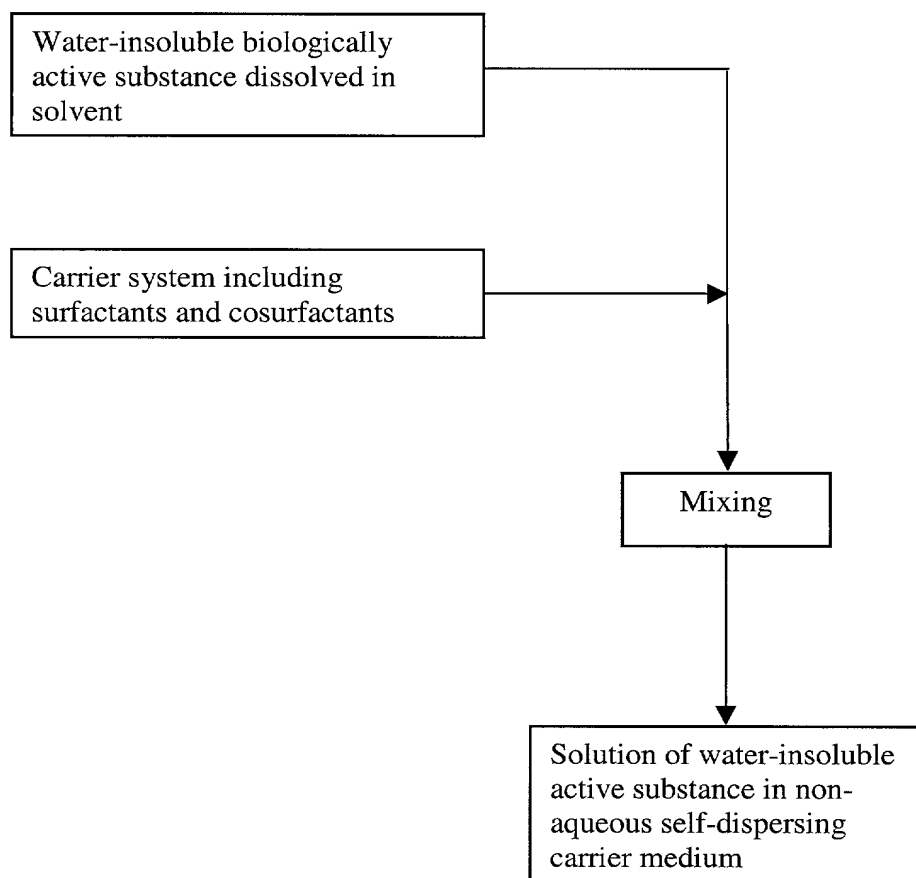 Water-insoluble biologically
active substance dissolved in
solvent
Carrier system including
surfactants and cosurfactants
Mixing
Solution of water-insoluble
active substance in non-
aqueous self-dispersing
carrier medium